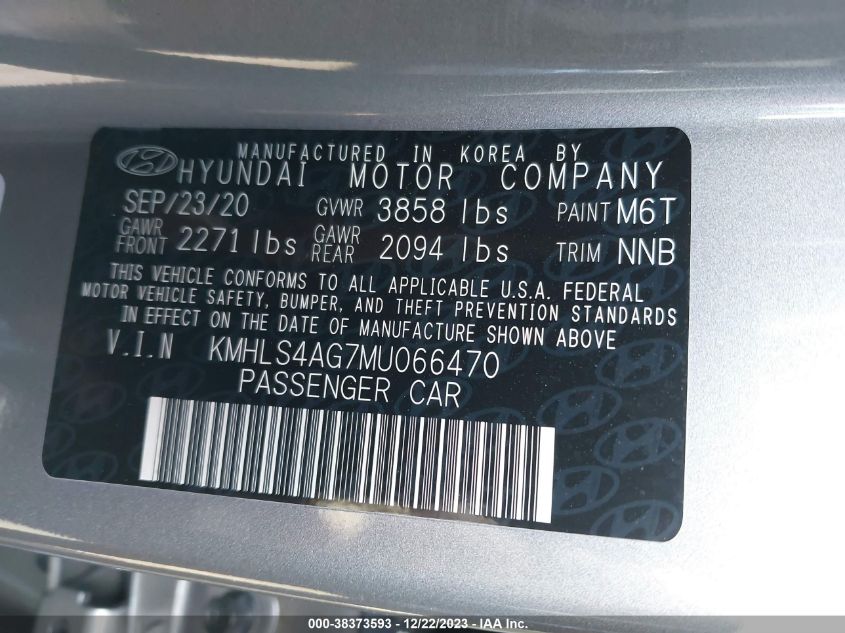 MANUFACTURED IN KOREA BY
HYUNDAI MOTOR COMPANY
SEP/23/20 GVWR 3858 lbs PAINT M6T
GAWR FRONT 2271 lbs GAWR REAR 2094 lbs TRIM NNB
THIS VEHICLE CONFORMS TO ALL APPLICABLE U.S.A. FEDERAL
MOTOR VEHICLE SAFETY, BUMPER, AND THEFT PREVENTION STANDARDS
IN EFFECT ON THE DATE OF MANUFACTURE SHOWN ABOVE
V.I.N KMHLS4AG7MU066470
PASSENGER CAR
000-38373593 - 12/22/2023 - IAA Inc.